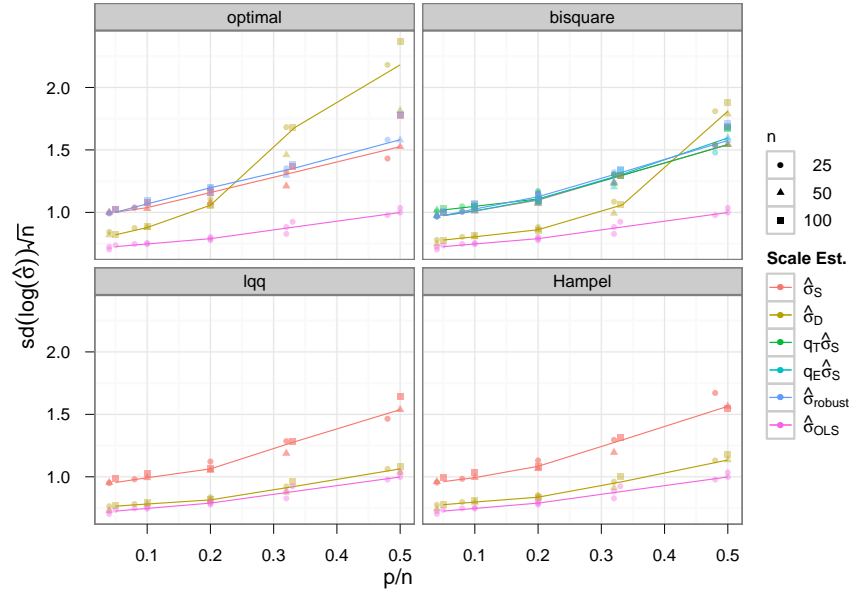 optimal
bisquare
2.0
1.5
1.0
lqq
Hampel
2.0
1.5
1.0
0.1 0.2 0.3 0.4 0.5
0.1 0.2 0.3 0.4 0.5
p/n
sd(log(σ̂))√n
n
25
50
100
Scale Est.
σ̂S
σ̂D
qTσ̂S
qEσ̂S
σ̂robust
σ̂OLS